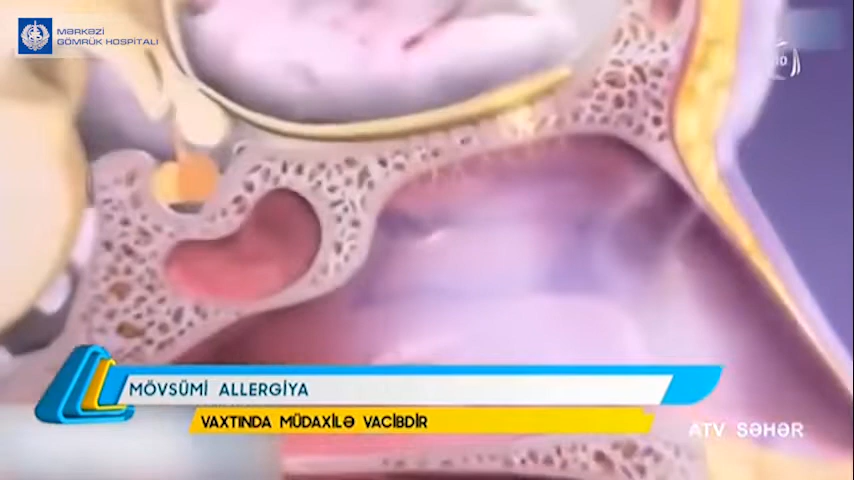 MƏRKƏZİ
GÖMRÜK HOSPİTALI
MÖVSÜMİ ALLERGİYA
VAXTINDA MÜDAXİLƏ VACİBDİR
ATV SƏHƏR